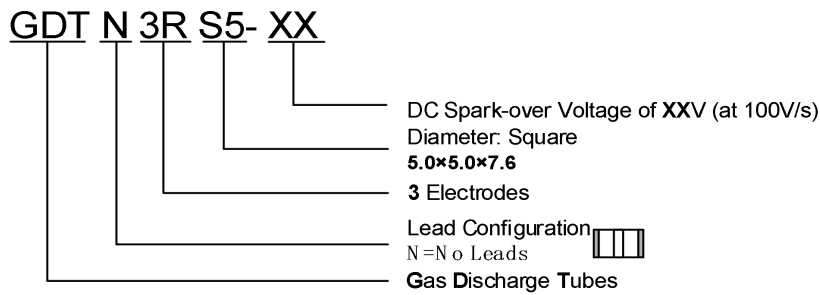 GDT N 3R S5- XX
DC Spark-over Voltage of XXV (at 100V/s)
Diameter: Square
5.0×5.0×7.6
3 Electrodes
Lead Configuration
N=No Leads
Gas Discharge Tubes